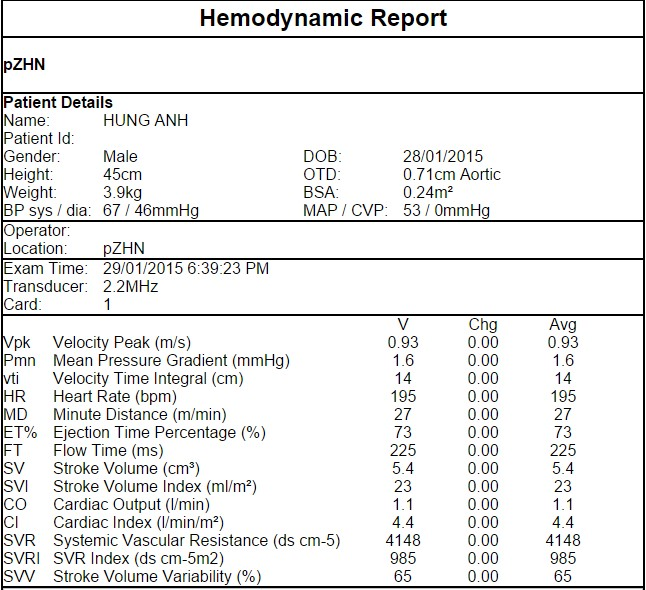 Hemodynamic Report
pZHN
Patient Details
Name: HUNG ANH
Patient Id:
Gender: Male DOB: 28/01/2015
Height: 45cm OTD: 0.71cm Aortic
Weight: 3.9kg BSA: 0.24m²
BP sys / dia: 67 / 46mmHg MAP / CVP: 53 / 0mmHg
Operator:
Location: pZHN
Exam Time: 29/01/2015 6:39:23 PM
Transducer: 2.2MHz
Card: 1
V Chg Avg
Vpk Velocity Peak (m/s) 0.93 0.00 0.93
Pmn Mean Pressure Gradient (mmHg) 1.6 0.00 1.6
vti Velocity Time Integral (cm) 14 0.00 14
HR Heart Rate (bpm) 195 0.00 195
MD Minute Distance (m/min) 27 0.00 27
ET% Ejection Time Percentage (%) 73 0.00 73
FT Flow Time (ms) 225 0.00 225
SV Stroke Volume (cm³) 5.4 0.00 5.4
SVI Stroke Volume Index (ml/m²) 23 0.00 23
CO Cardiac Output (l/min) 1.1 0.00 1.1
CI Cardiac Index (l/min/m²) 4.4 0.00 4.4
SVR Systemic Vascular Resistance (ds cm-5) 4148 0.00 4148
SVRI SVR Index (ds cm-5m2) 985 0.00 985
SVV Stroke Volume Variability (%) 65 0.00 65